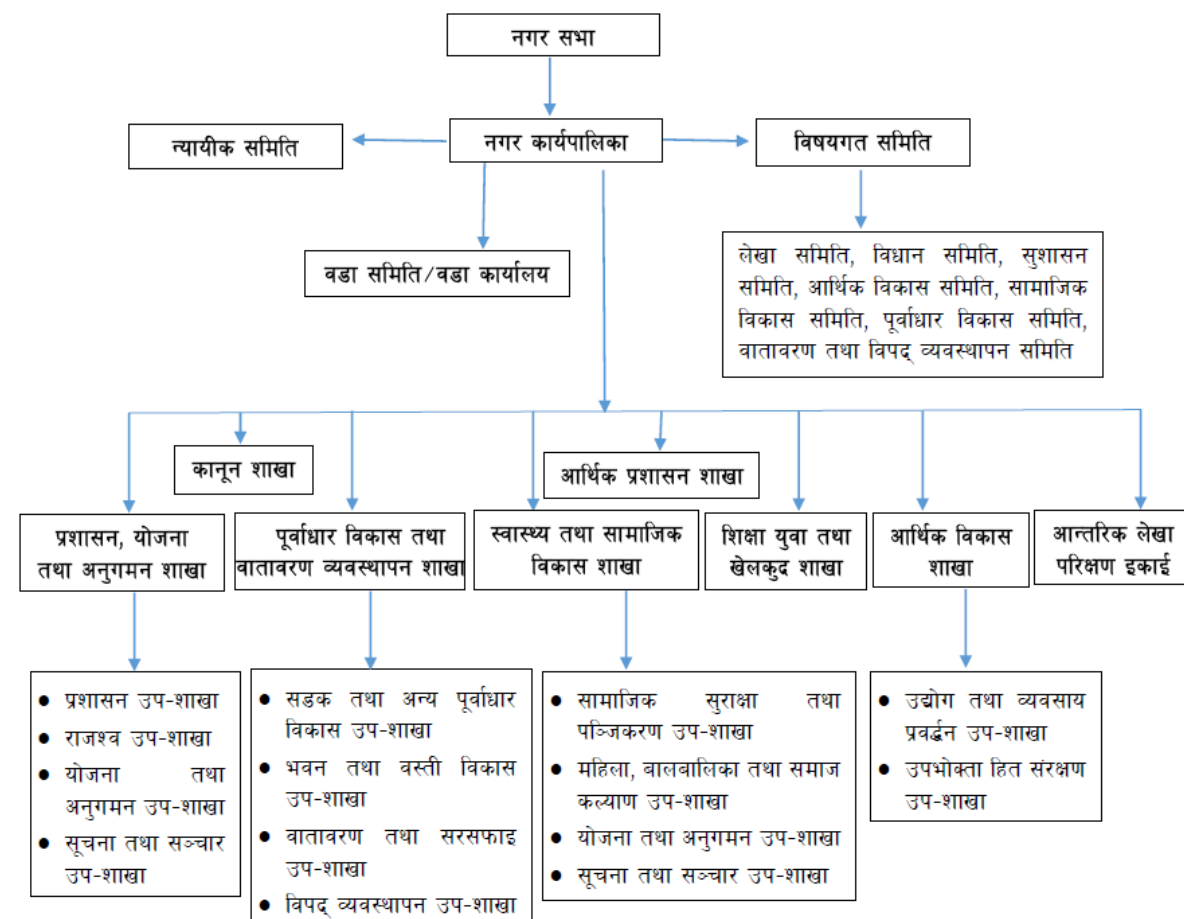 नगर सभा
न्यायीक समिति
नगर कार्यपालिका
विषयगत समिति
वडा समिति/वडा कार्यालय
लेखा समिति, विधान समिति, सुशासन
समिति, आर्थिक विकास समिति, सामाजिक
विकास समिति, पूर्वाधार विकास समिति,
वातावरण तथा विपद् व्यवस्थापन समिति
कानून शाखा
आर्थिक प्रशासन शाखा
प्रशासन, योजना
तथा अनुगमन शाखा
पूर्वाधार विकास तथा
वातावरण व्यवस्थापन शाखा
स्वास्थ्य तथा सामाजिक
विकास शाखा
शिक्षा युवा तथा
खेलकुद शाखा
आर्थिक विकास
शाखा
आन्तरिक लेखा
परिक्षण इकाई
● प्रशासन उप-शाखा
● राजश्व उप-शाखा
● योजना तथा
अनुगमन उप-शाखा
● सूचना तथा सञ्चार
उप-शाखा
● सडक तथा अन्य पूर्वाधार
विकास उप-शाखा
● भवन तथा वस्ती विकास
उप-शाखा
● वातावरण तथा सरसफाइ
उप-शाखा
● विपद् व्यवस्थापन उप-शाखा
● सामाजिक सुराक्षा तथा
पञ्जिकरण उप-शाखा
● महिला, बालबालिका तथा समाज
कल्याण उप-शाखा
● योजना तथा अनुगमन उप-शाखा
● सूचना तथा सञ्चार उप-शाखा
● उद्योग तथा व्यवसाय
प्रवर्द्धन उप-शाखा
● उपभोक्ता हित संरक्षण
उप-शाखा